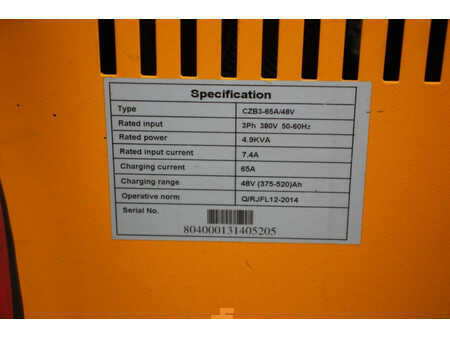 Specification
Type CZB3-65A/48V
Rated input 3Ph 380V 50-60Hz
Rated power 4.9KVA
Rated input current 7.4A
Charging current 65A
Charging range 48V (375-520)Ah
Operative norm Q/RJFL12-2014
Serial No.
804000131405205